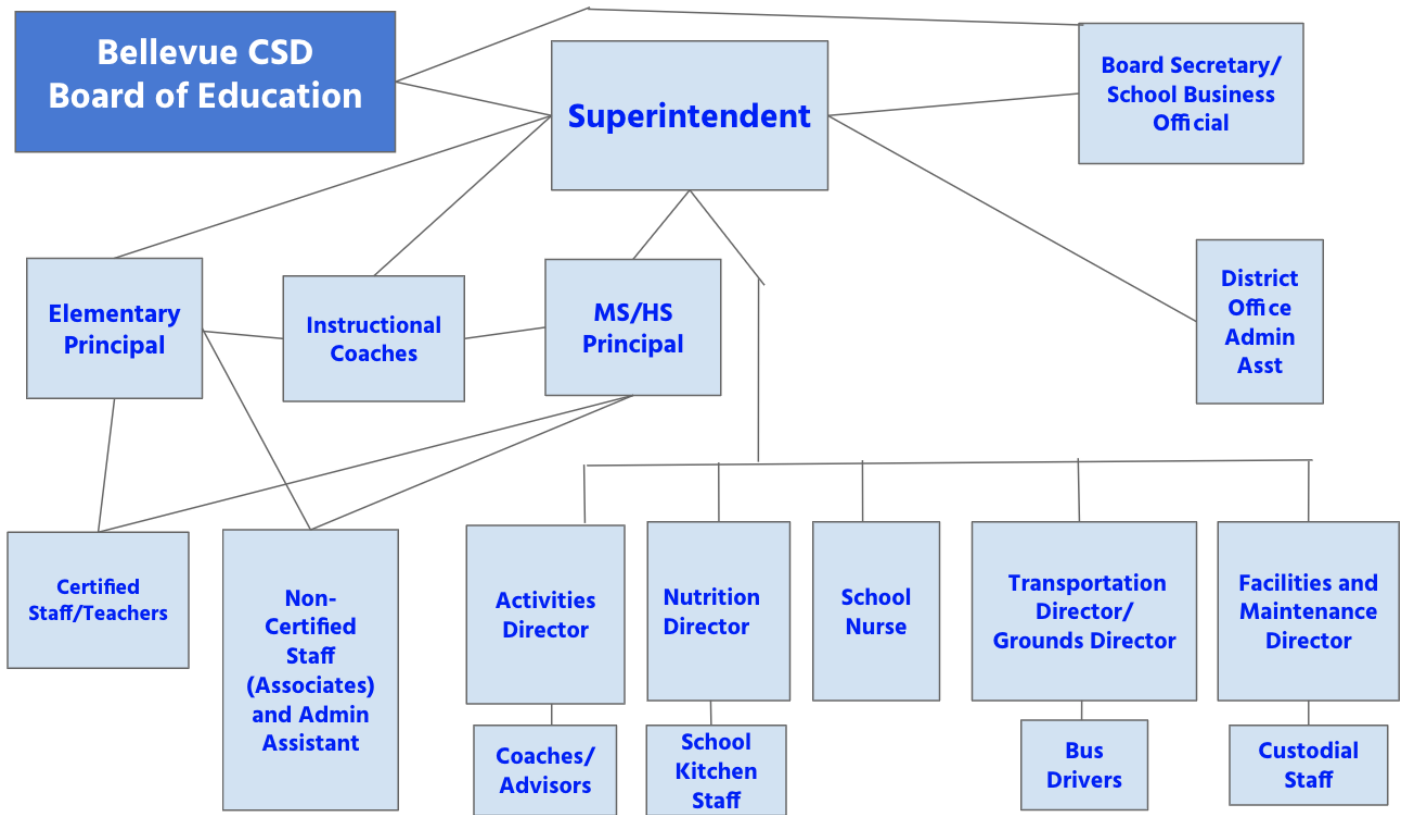 Bellevue CSD
Board of Education
Superintendent
Board Secretary/
School Business
Official
Elementary
Principal
Instructional
Coaches
MS/HS
Principal
District
Office
Admin
Asst
Certified
Staff/Teachers
Non-
Certified
Staff
(Associates)
and Admin
Assistant
Activities
Director
Nutrition
Director
School
Nurse
Transportation
Director/
Grounds Director
Facilities and
Maintenance
Director
Coaches/
Advisors
School
Kitchen
Staff
Bus
Drivers
Custodial
Staff